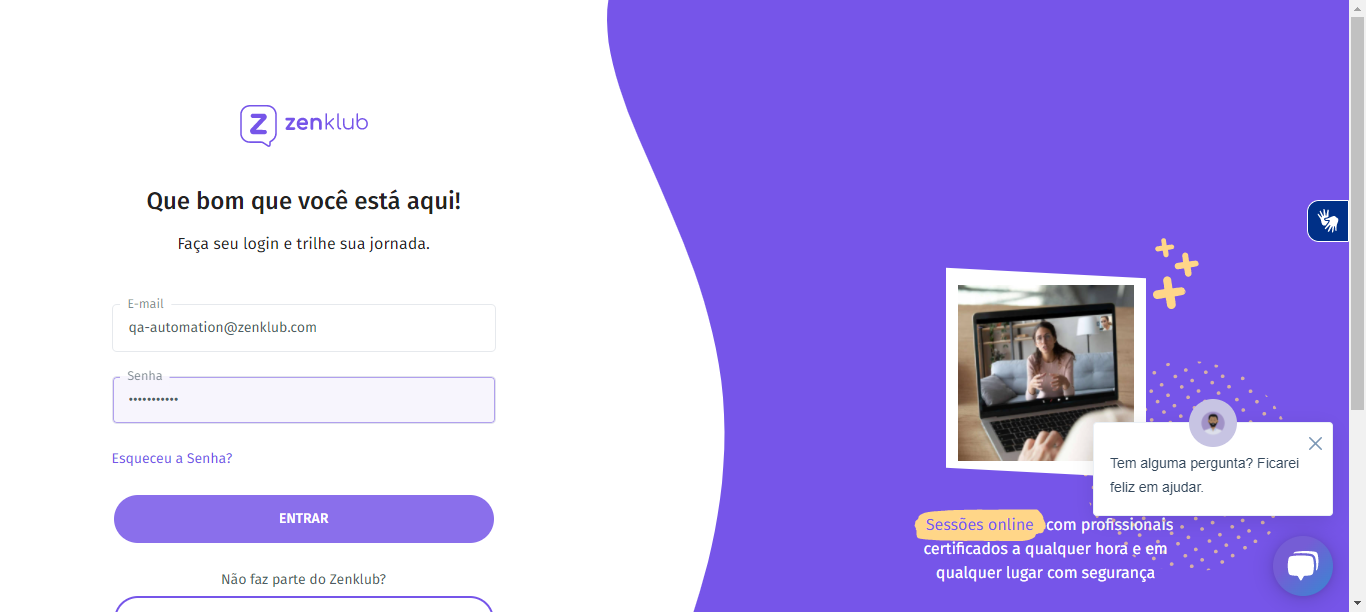 zenklub
Que bom que você está aqui!
Faça seu login e trilhe sua jornada.
E-mail
qa-automation@zenklub.com
Senha
•••••••••••
Esqueceu a Senha?
ENTRAR
Não faz parte do Zenklub?
Tem alguma pergunta? Ficarei
feliz em ajudar.
Sessões online com profissionais
certificados a qualquer hora e em
qualquer lugar com segurança